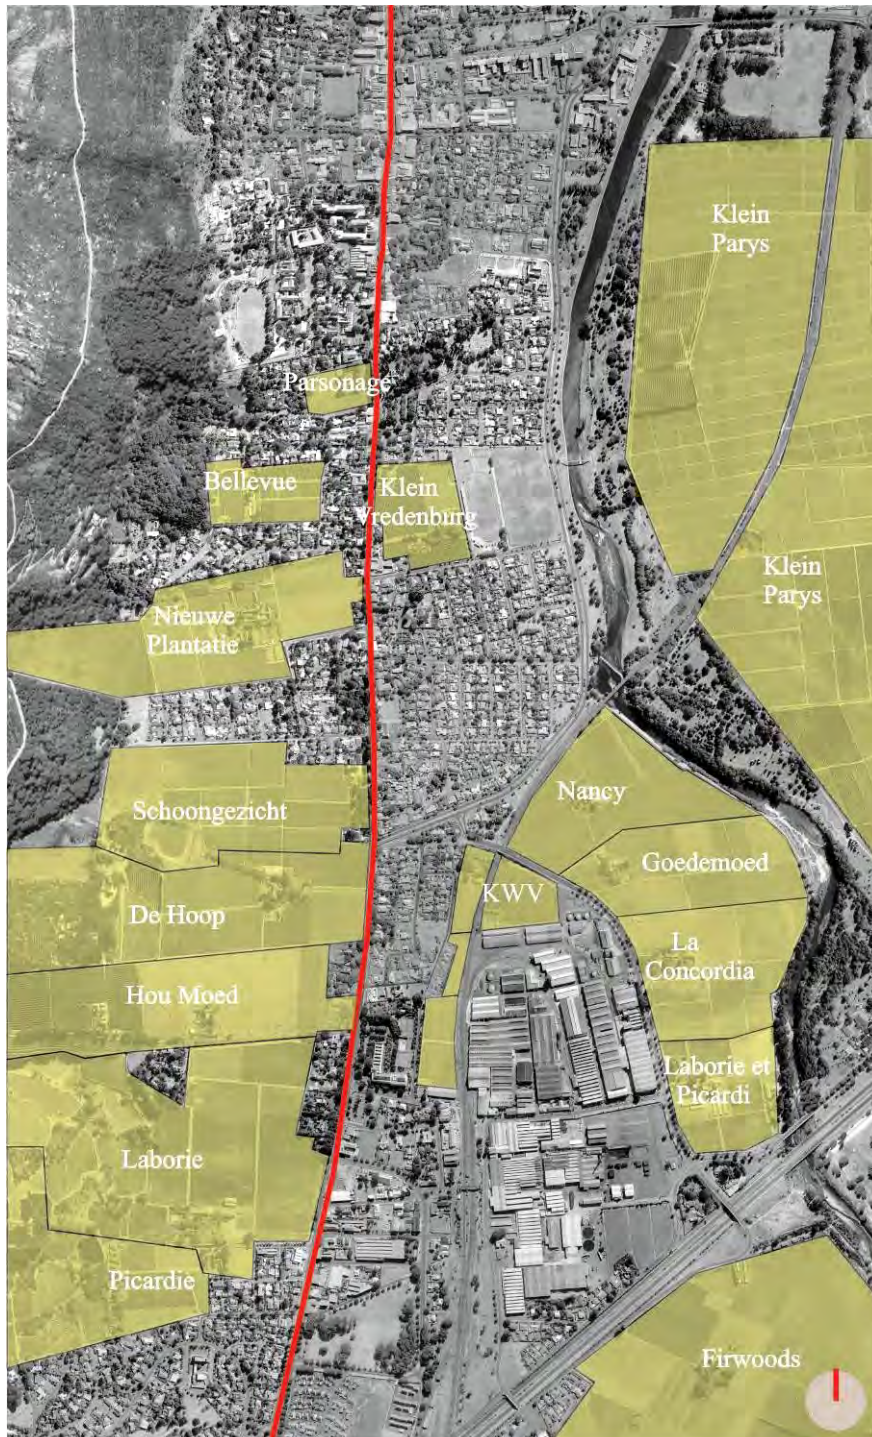 Klein
Parys
Parsonage
Bellevue
Klein
Vredenburg
Klein
Parys
Nieuwe
Plantatie
Nancy
Schoongezicht
Goedemoed
KWV
De Hoop
La
Concordia
Hou Moed
Laborie et
Picardi
Laborie
Picardie
Firwoods